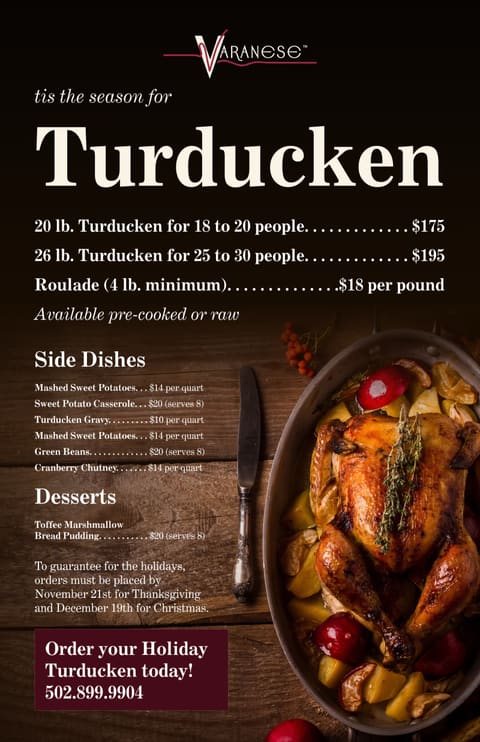 VARANESE™
tis the season for
Turducken
20 lb. Turducken for 18 to 20 people. . . . . . . . . . . . . $175
26 lb. Turducken for 25 to 30 people. . . . . . . . . . . . . $195
Roulade (4 lb. minimum). . . . . . . . . . . . . .$18 per pound
Available pre-cooked or raw
Side Dishes
Mashed Sweet Potatoes. . . $14 per quart
Sweet Potato Casserole. . . $20 (serves 8)
Turducken Gravy. . . . . . . . . $10 per quart
Mashed Sweet Potatoes. . . $14 per quart
Green Beans. . . . . . . . . . . . . $20 (serves 8)
Cranberry Chutney. . . . . . . $14 per quart
Desserts
Toffee Marshmallow
Bread Pudding. . . . . . . . . . $20 (serves 8)
To guarantee for the holidays,
orders must be placed by
November 21st for Thanksgiving
and December 19th for Christmas.
Order your Holiday
Turducken today!
502.899.9904